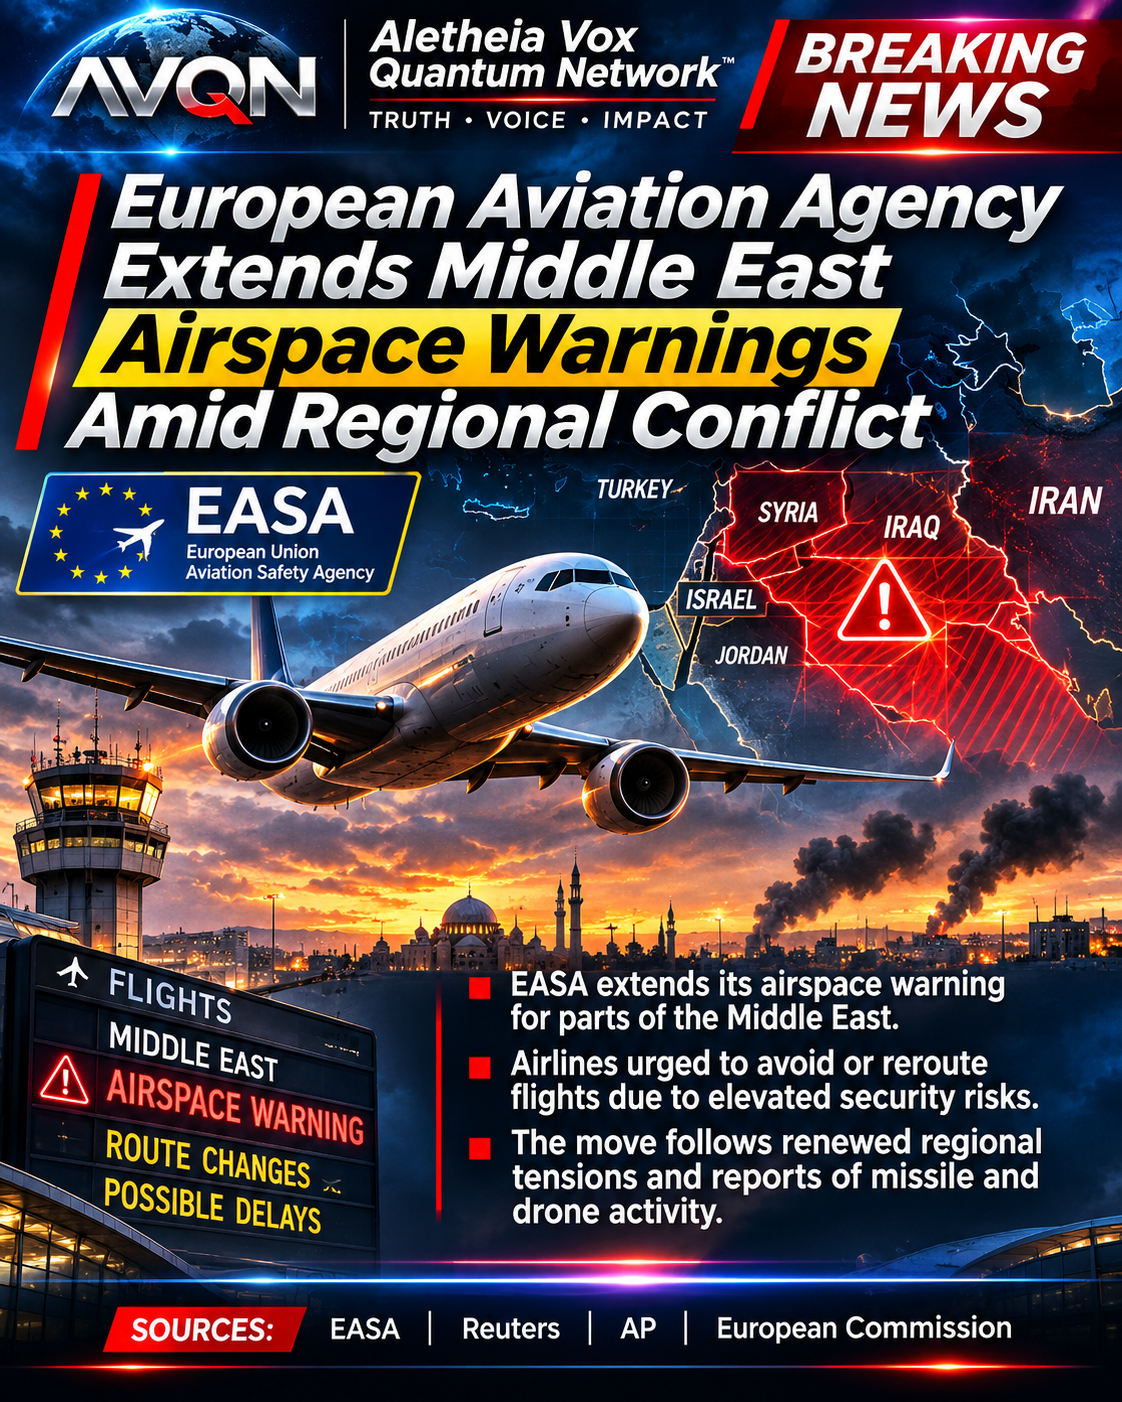 AVQN
Aletheia Vox
Quantum Network™
TRUTH • VOICE • IMPACT
BREAKING
NEWS
European Aviation Agency
Extends Middle East
Airspace Warnings
Amid Regional Conflict
EASA
European Union
Aviation Safety Agency
TURKEY
SYRIA
IRAQ
IRAN
ISRAEL
JORDAN
FLIGHTS
MIDDLE EAST
AIRSPACE WARNING
ROUTE CHANGES
POSSIBLE DELAYS
EASA extends its airspace warning
for parts of the Middle East.
Airlines urged to avoid or reroute
flights due to elevated security risks.
The move follows renewed regional
tensions and reports of missile and
drone activity.
SOURCES: EASA | Reuters | AP | European Commission